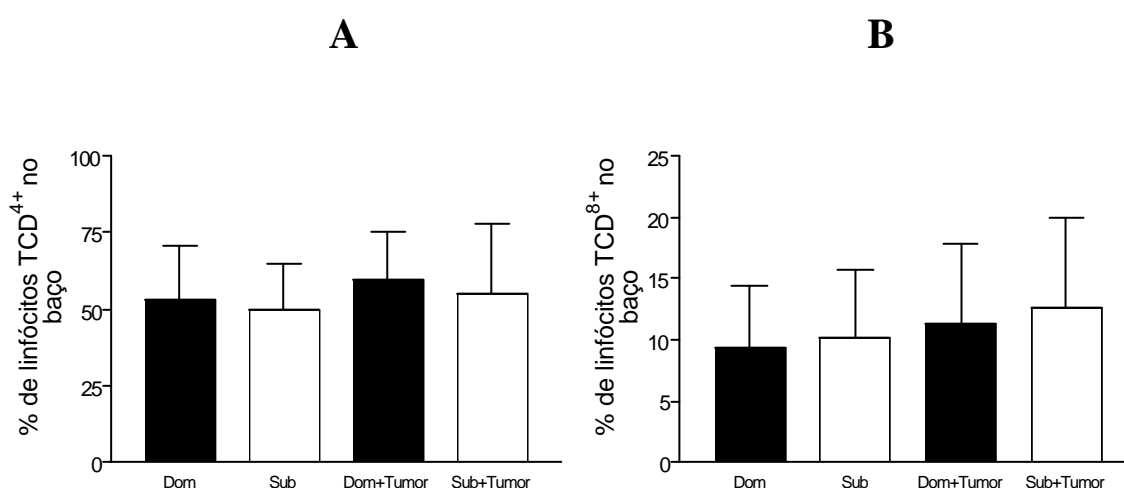 A
B
% de linfócitos TCD4+ no
baço
100
75
50
25
0
Dom
Sub
Dom+Tumor
Sub+Tumor
% de linfócitos TCD8+ no
baço
25
20
15
10
5
0
Dom
Sub
Dom+Tumor
Sub+Tumor